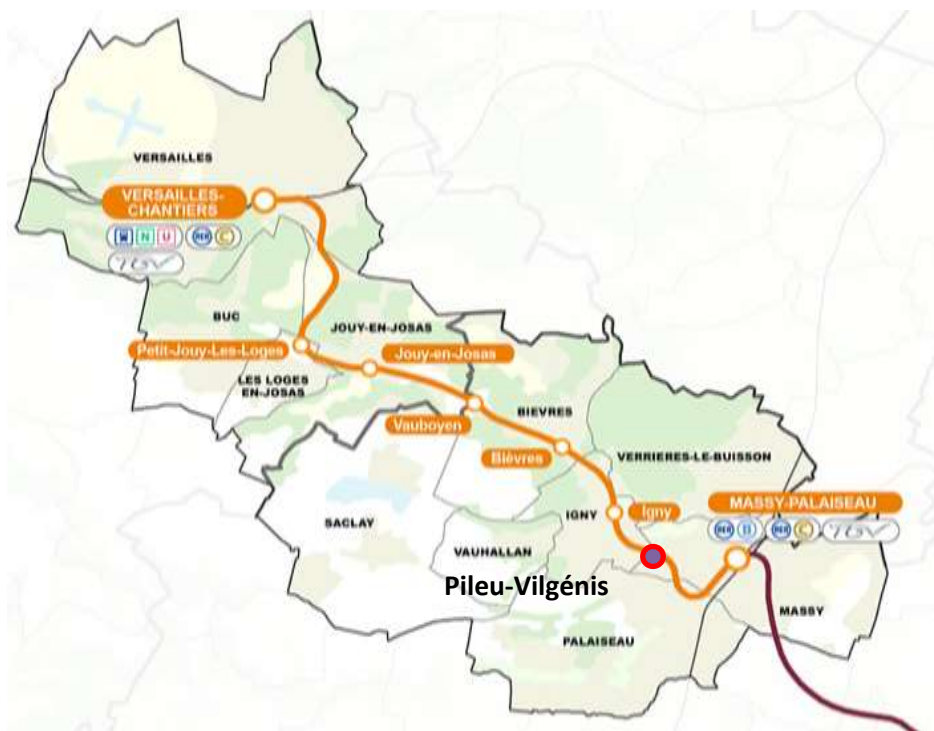 VERSAILLES
VERSAILLES-
CHANTIERS
N U RER C
TGV
BUC
JOUY-EN-JOSAS
Petit-Jouy-Les-Loges
Jouy-en-Josas
LES LOGES
EN-JOSAS
BIEVRES
Vauboyen
Bièvres
VERRIERES-LE-BUISSON
MASSY-PALAISEAU
RER B RER C TGV
Igny
IGNY
SACLAY
VAUHALLAN
Pileu-Vilgénis
MASSY
PALAISEAU